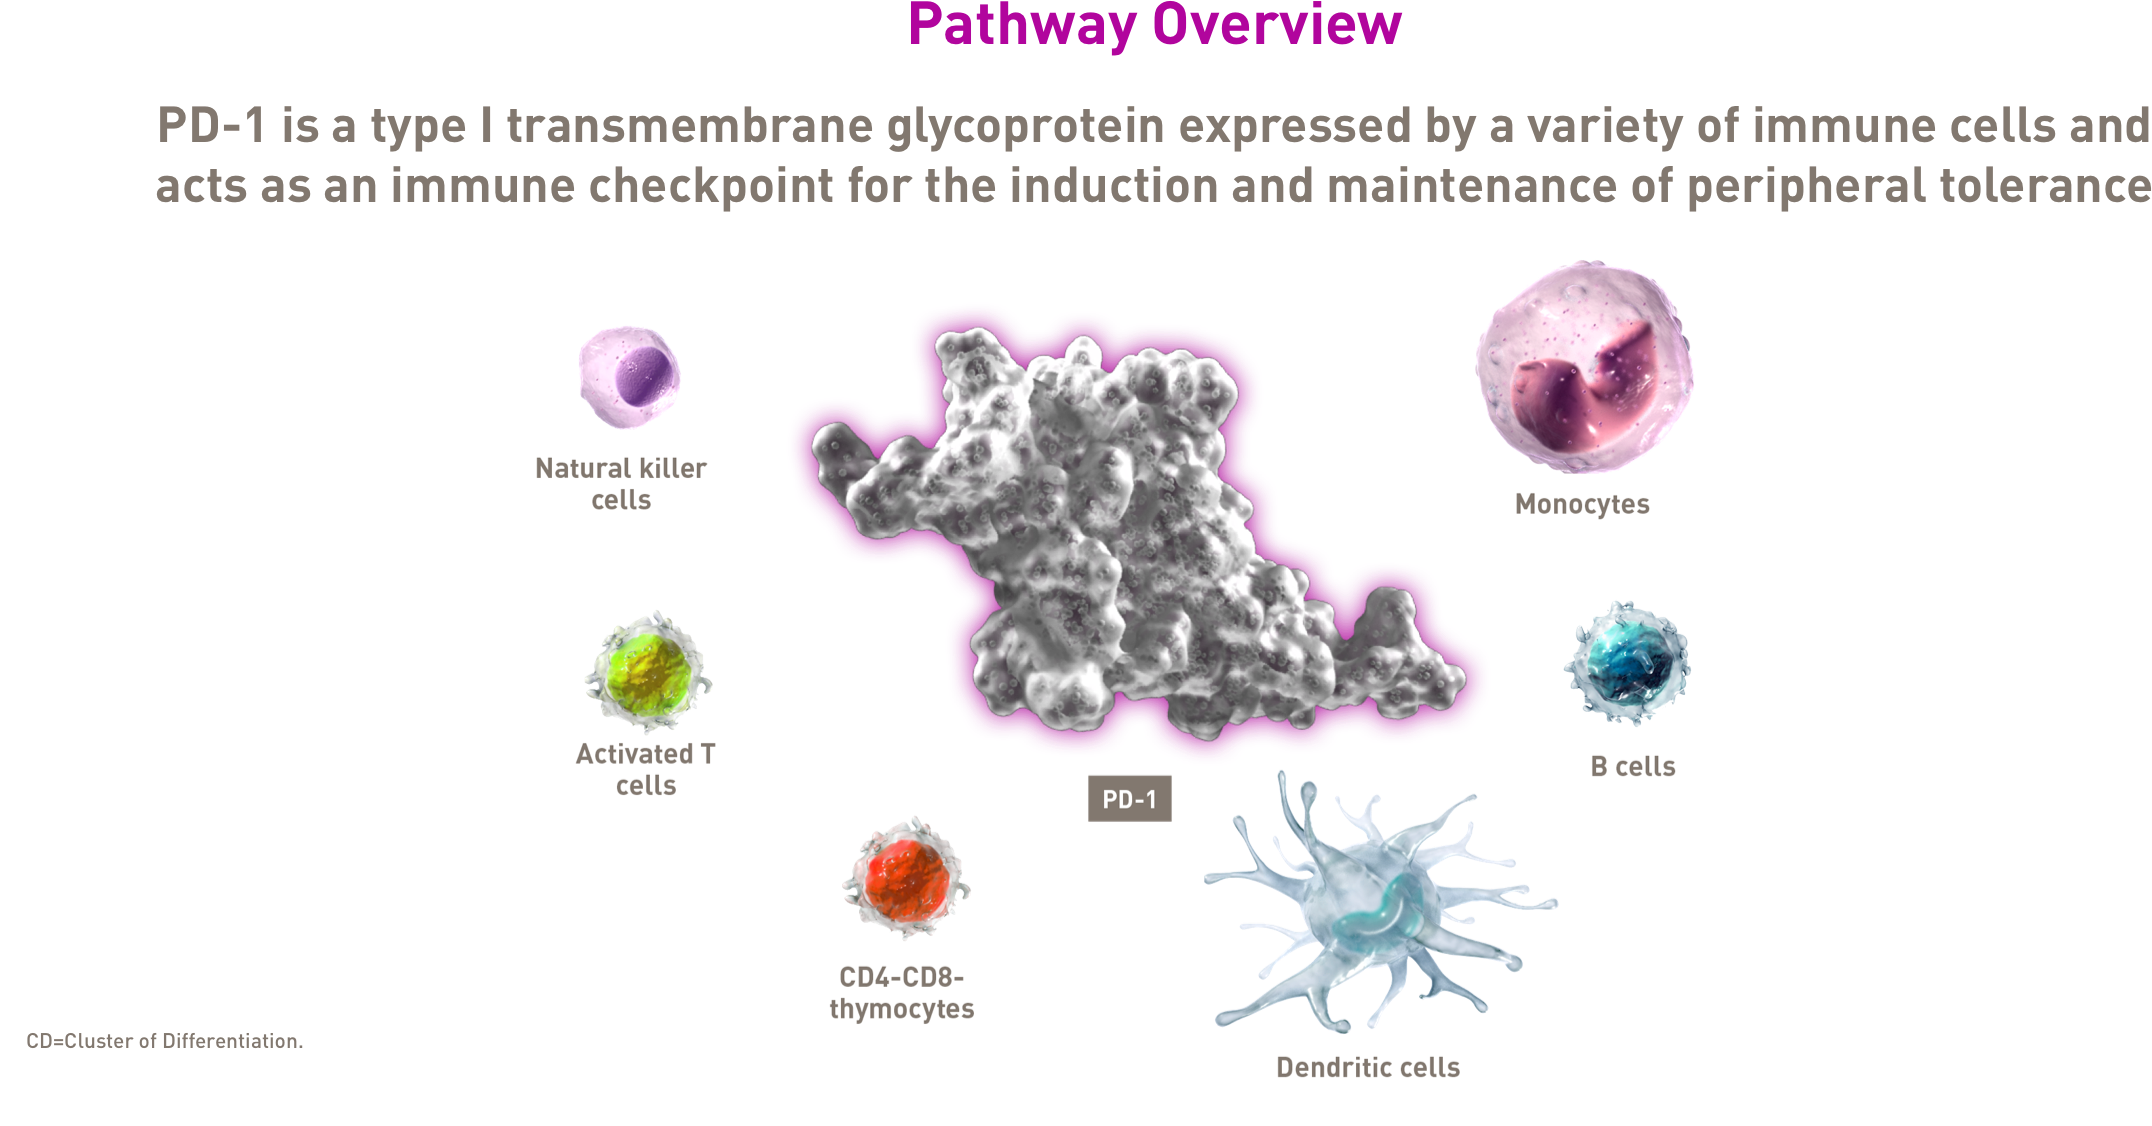 Pathway Overview
PD-1 is a type I transmembrane glycoprotein expressed by a variety of immune cells and
acts as an immune checkpoint for the induction and maintenance of peripheral tolerance
Natural killer
cells
Monocytes
Activated T
cells
B cells
PD-1
CD4-CD8-
thymocytes
Dendritic cells
CD=Cluster of Differentiation.